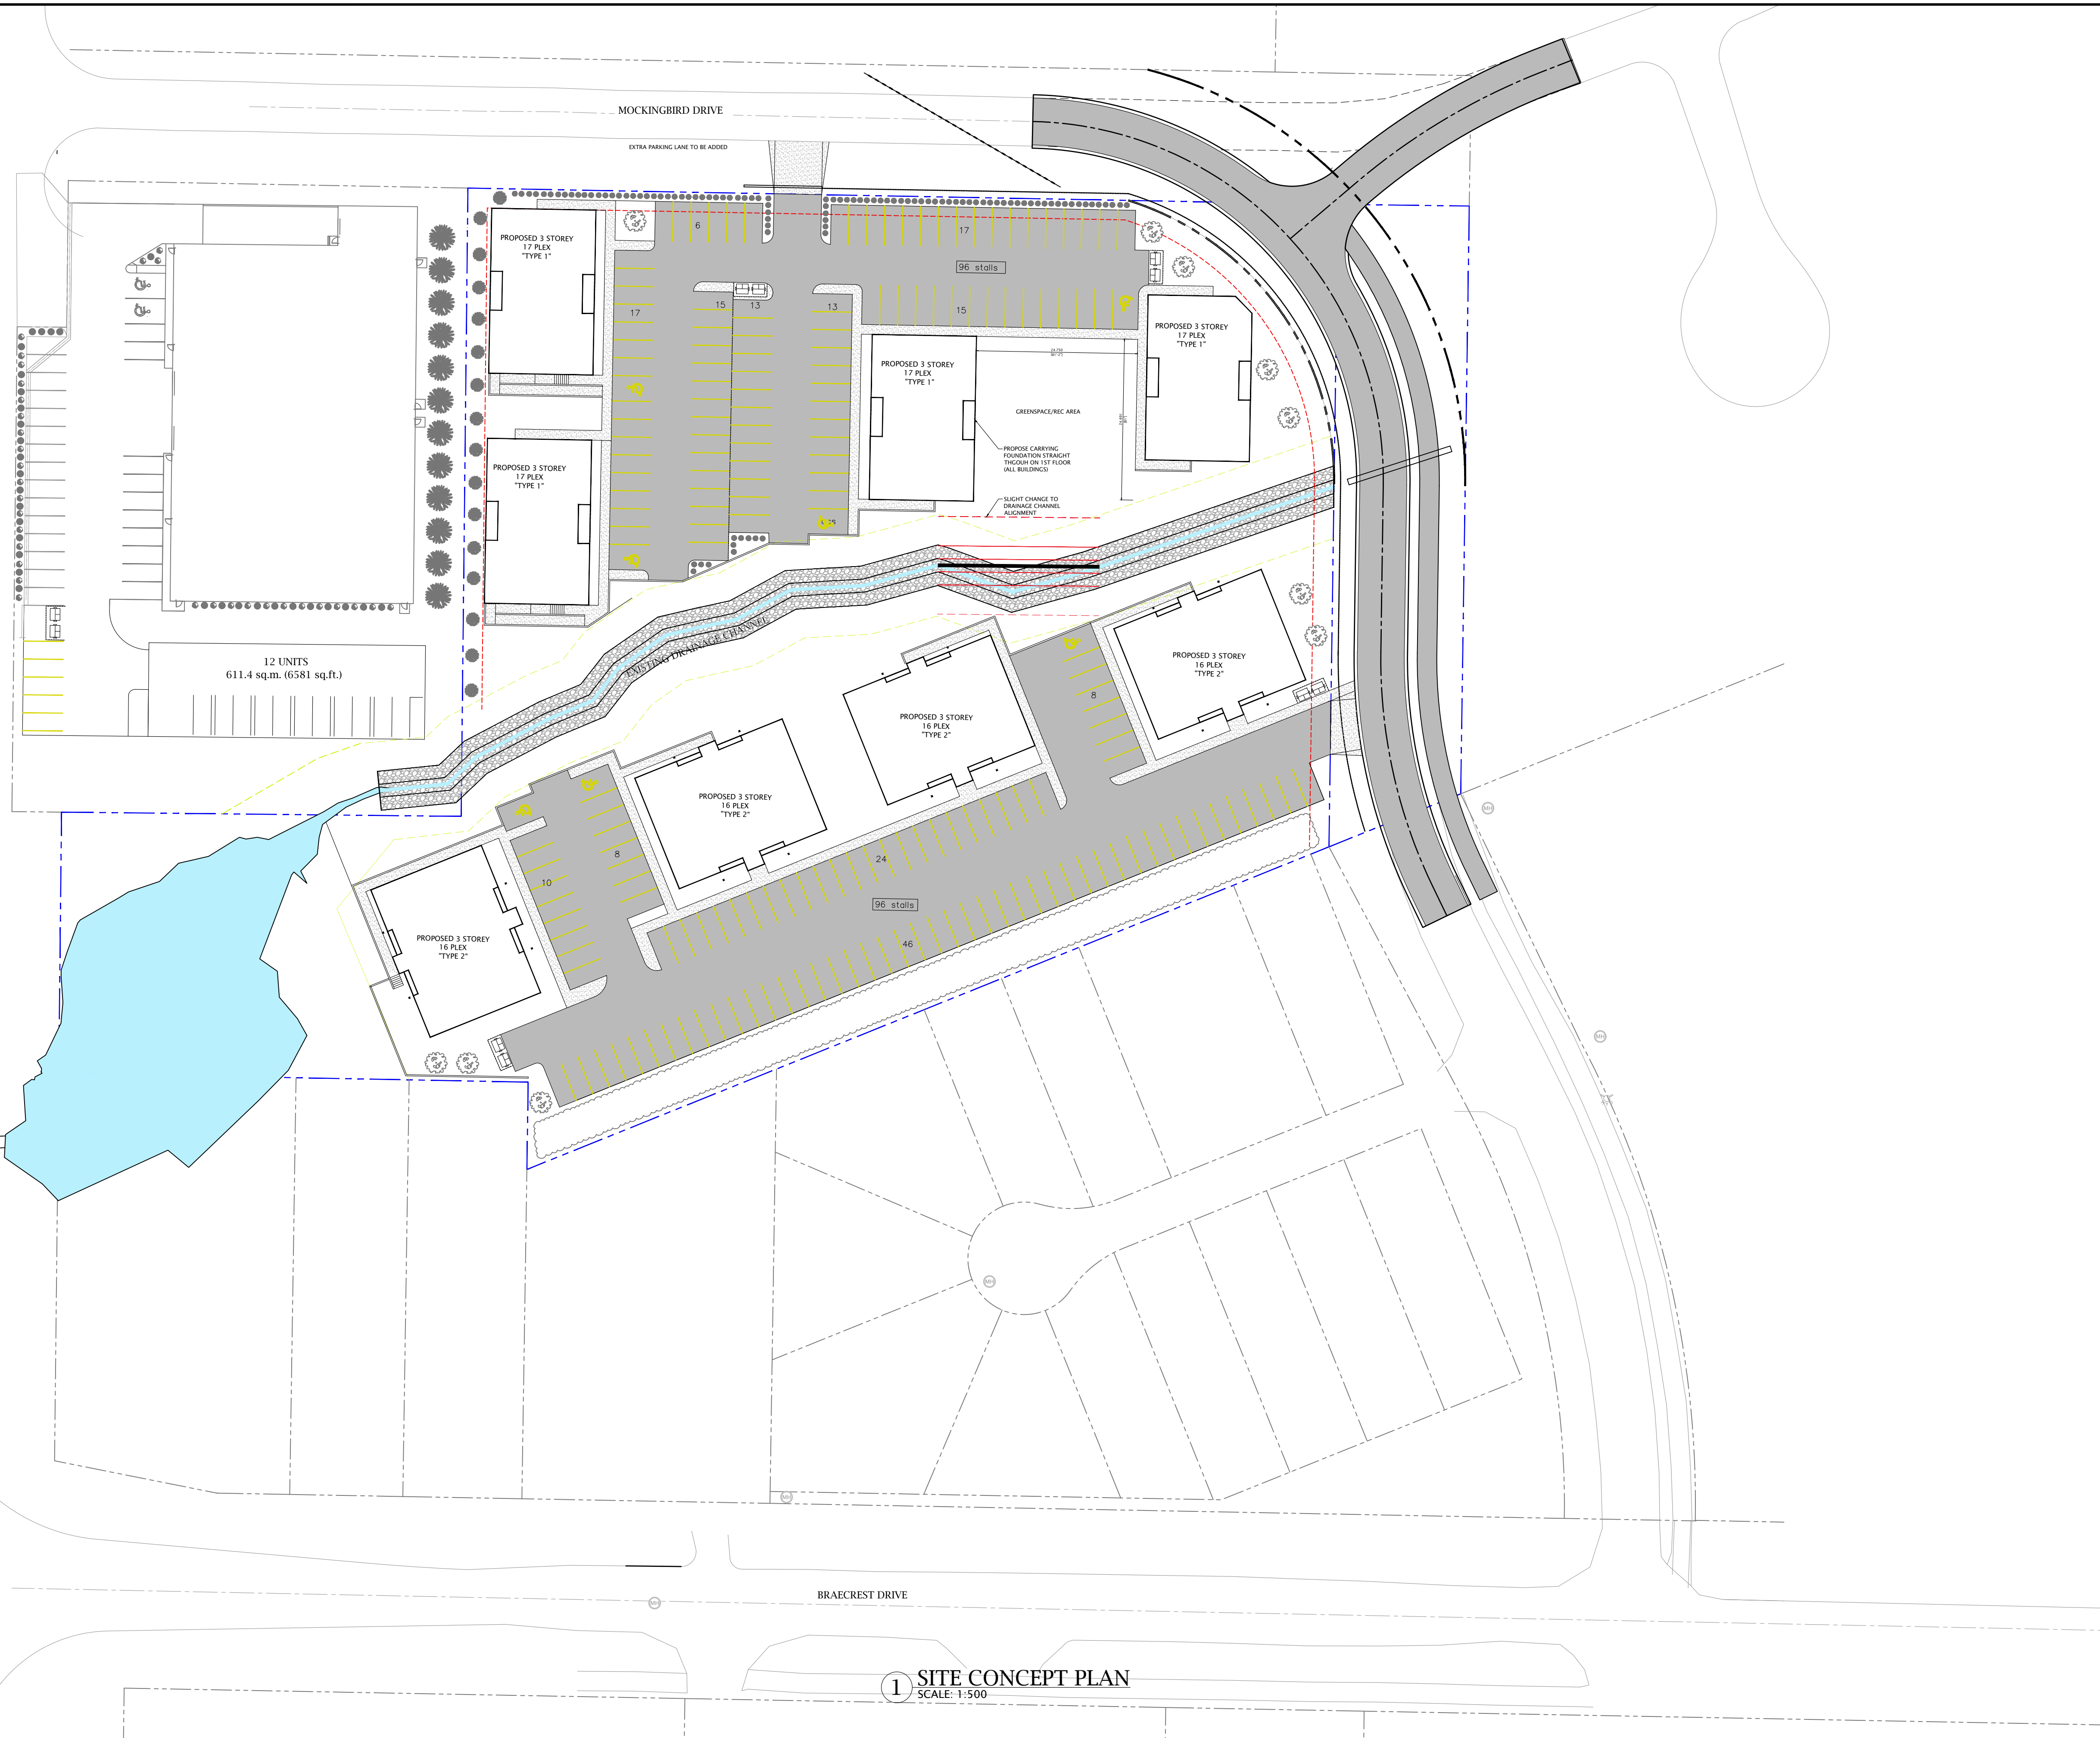 MOCKINGBIRD DRIVE
EXTRA PARKING LANE TO BE ADDED
PROPOSED 3 STOREY
17 PLEX
"TYPE 1"
6
17
96 stalls
15
13
13
15
17
PROPOSED 3 STOREY
17 PLEX
"TYPE 1"
PROPOSED 3 STOREY
17 PLEX
"TYPE 1"
GREENSPACE/REC AREA
PROPOSE CARRYING
FOUNDATION STRAIGHT
THGOUH ON 1ST FLOOR
(ALL BUILDINGS)
PROPOSED 3 STOREY
17 PLEX
"TYPE 1"
SLIGHT CHANGE TO
DRAINAGE CHANNEL
ALIGNMENT
EXISTING DRAINAGE CHANNEL
12 UNITS
611.4 sq.m. (6581 sq.ft.)
PROPOSED 3 STOREY
16 PLEX
"TYPE 2"
8
PROPOSED 3 STOREY
16 PLEX
"TYPE 2"
PROPOSED 3 STOREY
16 PLEX
"TYPE 2"
8
24
10
96 stalls
46
PROPOSED 3 STOREY
16 PLEX
"TYPE 2"
MH
MH
MH
MH
BRAECREST DRIVE
MH
1 SITE CONCEPT PLAN
SCALE: 1:500